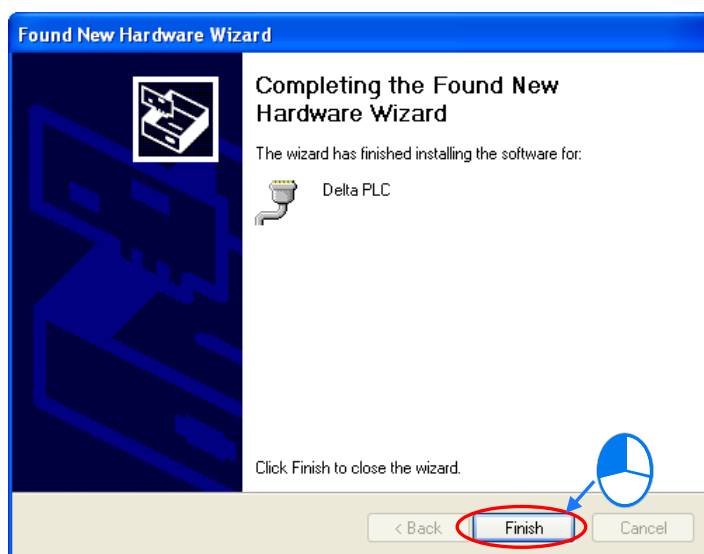 Found New Hardware Wizard
Completing the Found New
Hardware Wizard
The wizard has finished installing the software for:
Delta PLC
Click Finish to close the wizard.
< Back
Finish
Cancel